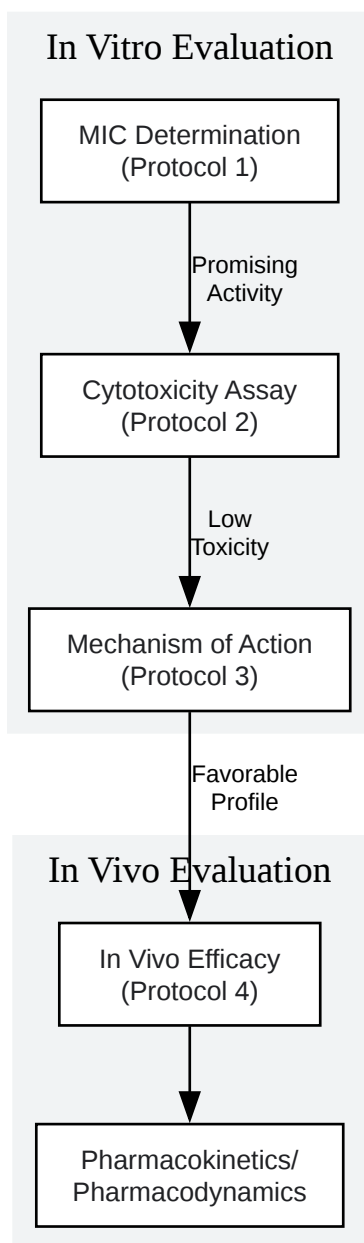 In Vitro Evaluation
MIC Determination
(Protocol 1)
Promising
Activity
Cytotoxicity Assay
(Protocol 2)
Low
Toxicity
Mechanism of Action
(Protocol 3)
Favorable
Profile
In Vivo Evaluation
In Vivo Efficacy
(Protocol 4)
Pharmacokinetics/
Pharmacodynamics